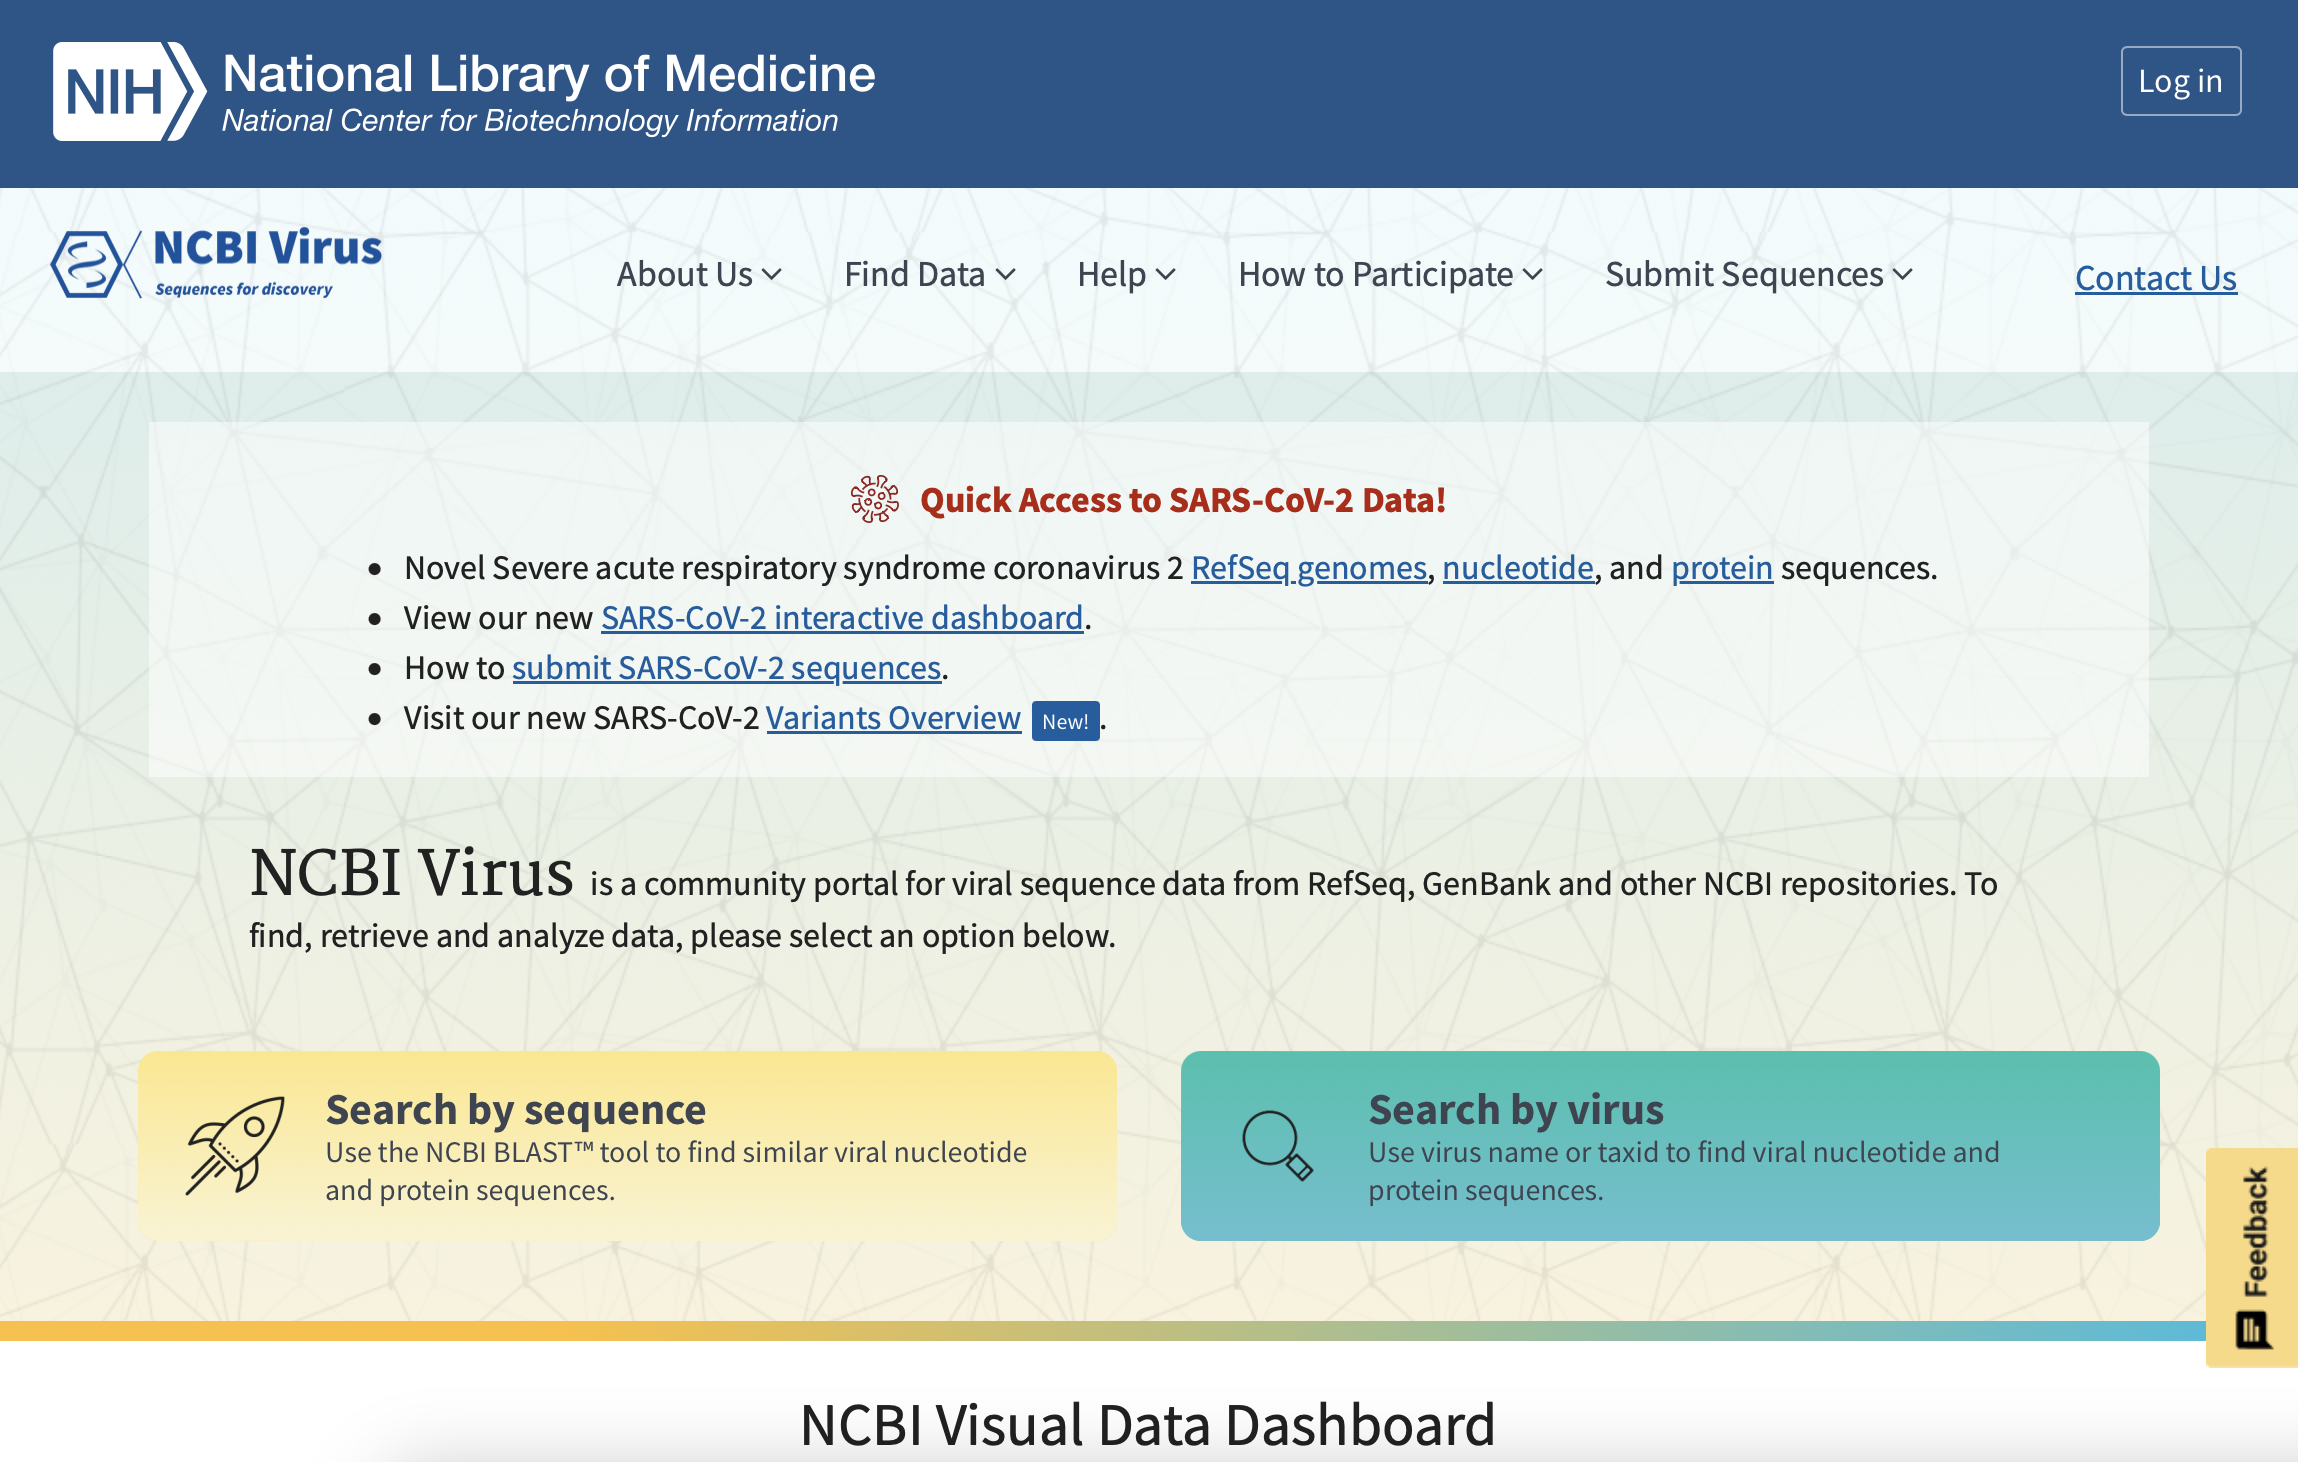 NIH National Library of Medicine
National Center for Biotechnology Information
Log in
NCBI Virus
Sequences for discovery
About Us
Find Data
Help
How to Participate
Submit Sequences
Contact Us
Quick Access to SARS-CoV-2 Data!
• Novel Severe acute respiratory syndrome coronavirus 2 RefSeq genomes, nucleotide, and protein sequences.
• View our new SARS-CoV-2 interactive dashboard.
• How to submit SARS-CoV-2 sequences.
• Visit our new SARS-CoV-2 Variants Overview New!.
NCBI Virus is a community portal for viral sequence data from RefSeq, GenBank and other NCBI repositories. To
find, retrieve and analyze data, please select an option below.
Search by sequence
Use the NCBI BLAST™ tool to find similar viral nucleotide
and protein sequences.
Search by virus
Use virus name or taxid to find viral nucleotide and
protein sequences.
Feedback
NCBI Visual Data Dashboard